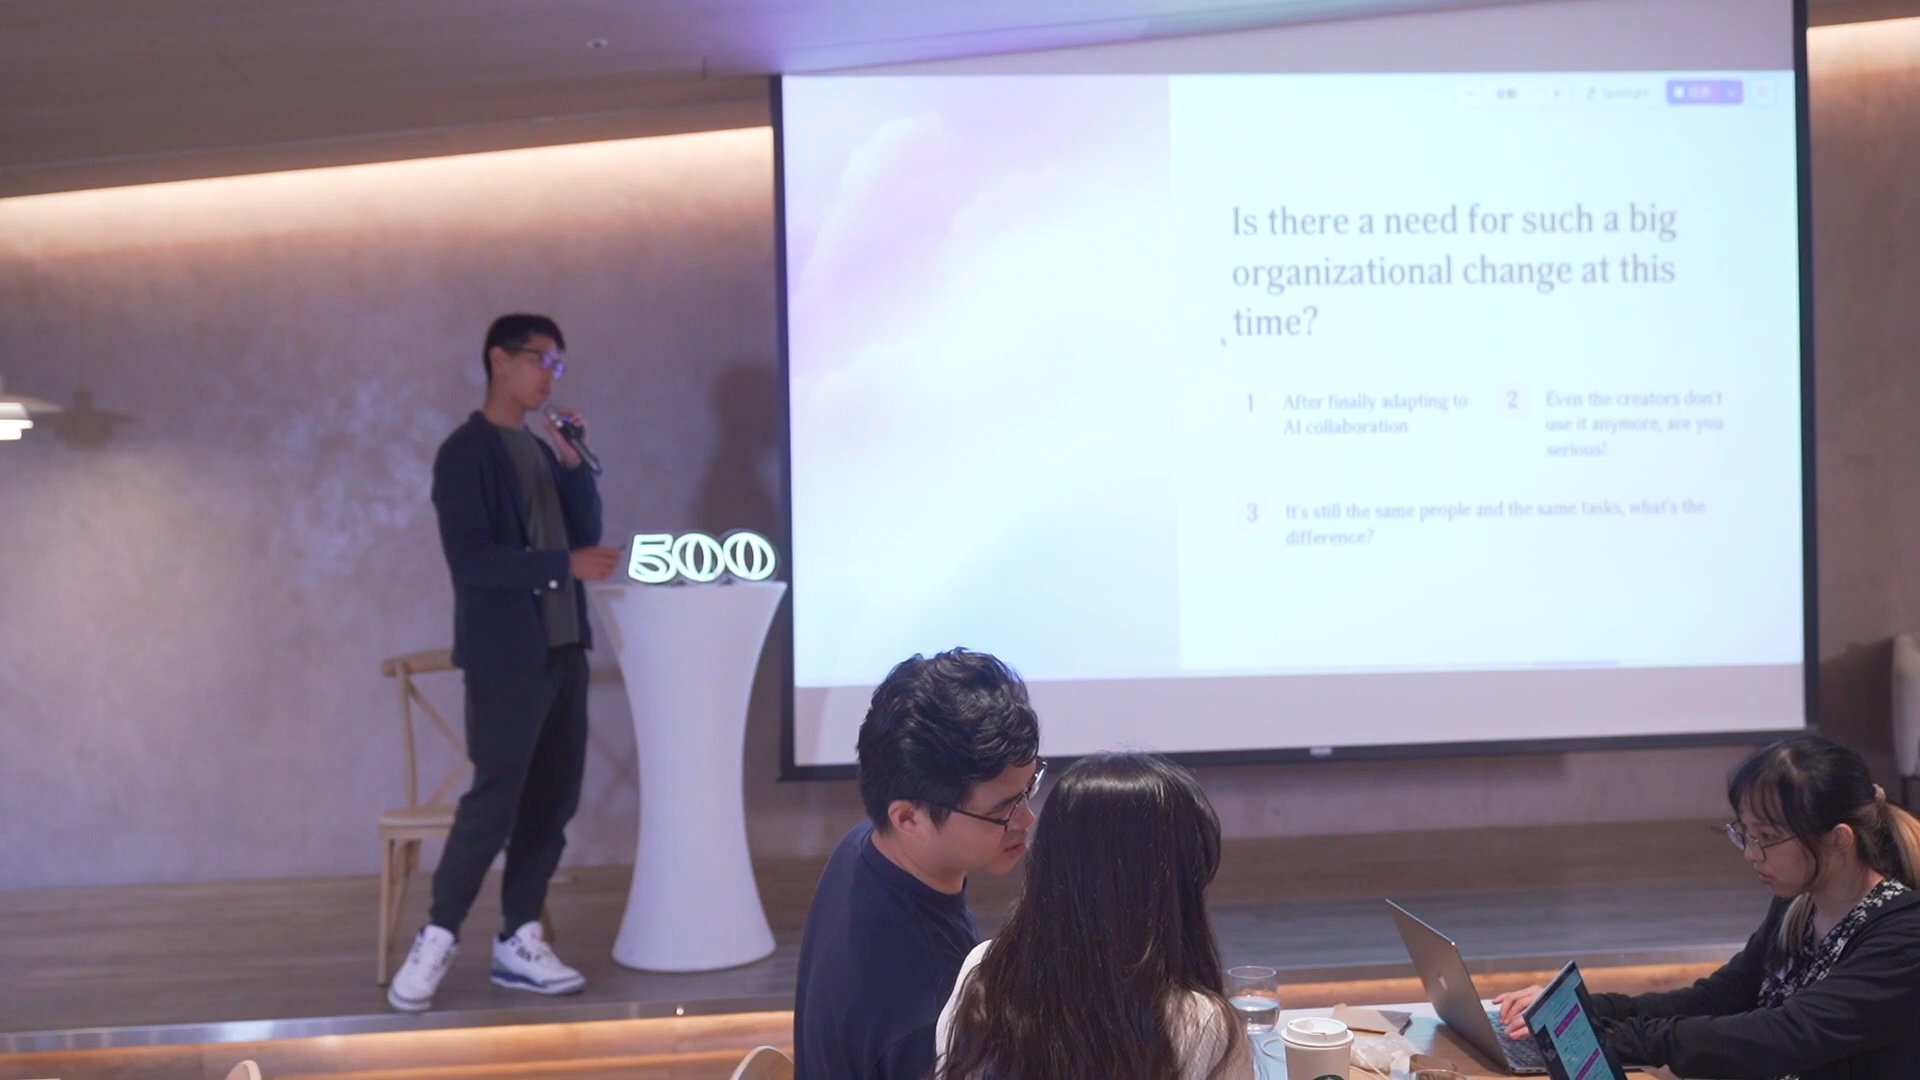 Spotlight
Is there a need for such a big
organizational change at this
time?
1
After finally adapting to
AI collaboration
2
Even the creators don't
use it anymore, are you
serious!
3
It's still the same people and the same tasks, what's the
difference?
500